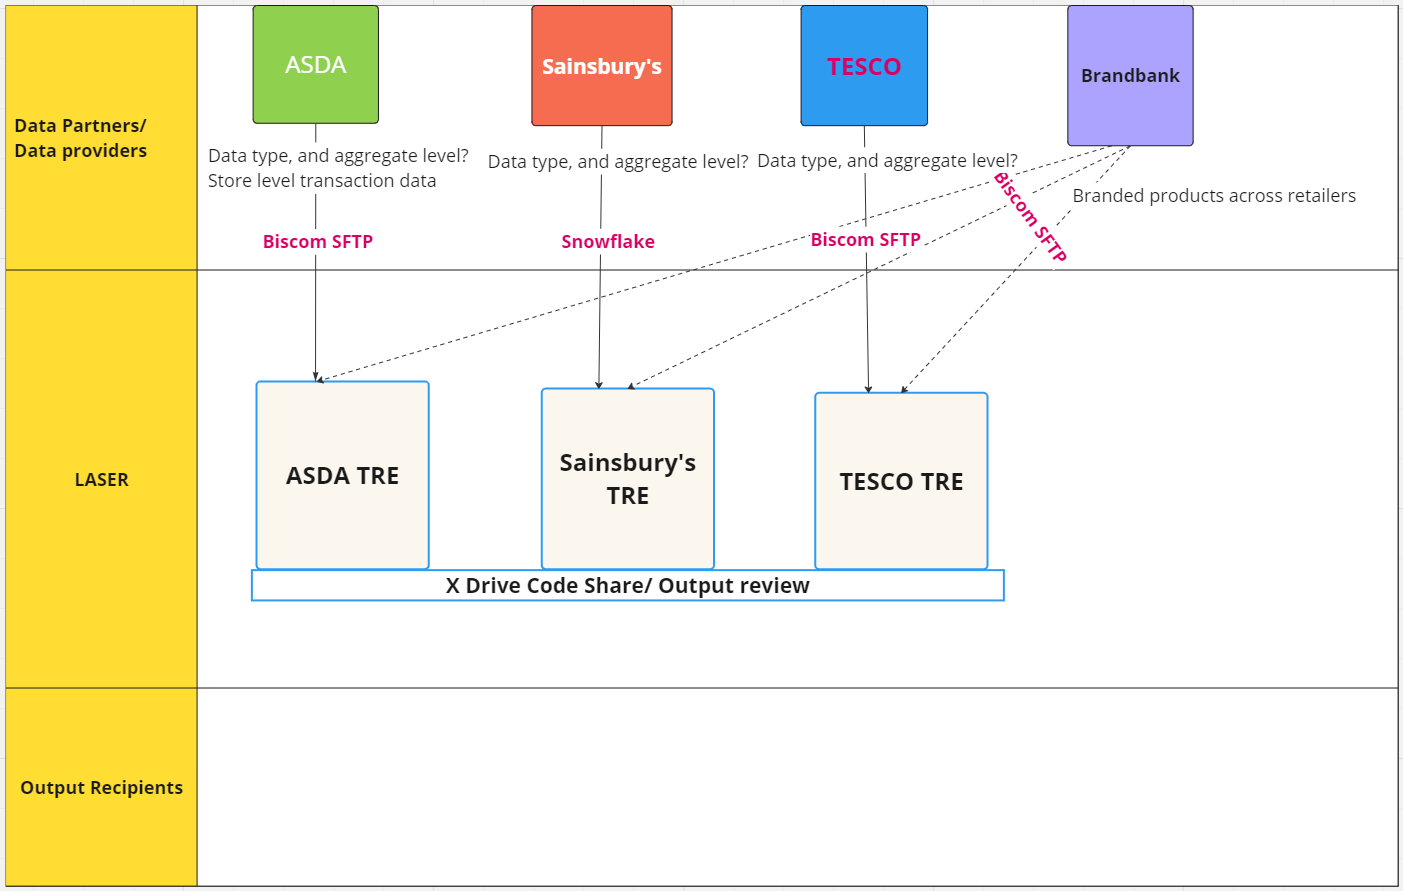 ASDA
Sainsbury's
TESCO
Brandbank
Data Partners/
Data providers
Data type, and aggregate level?
Store level transaction data
Data type, and aggregate level?
Data type, and aggregate level?
Branded products across retailers
Biscom SFTP
Snowflake
Biscom SFTP
Biscom SFTP
LASER
ASDA TRE
Sainsbury's
TRE
TESCO TRE
X Drive Code Share/ Output review
Output Recipients